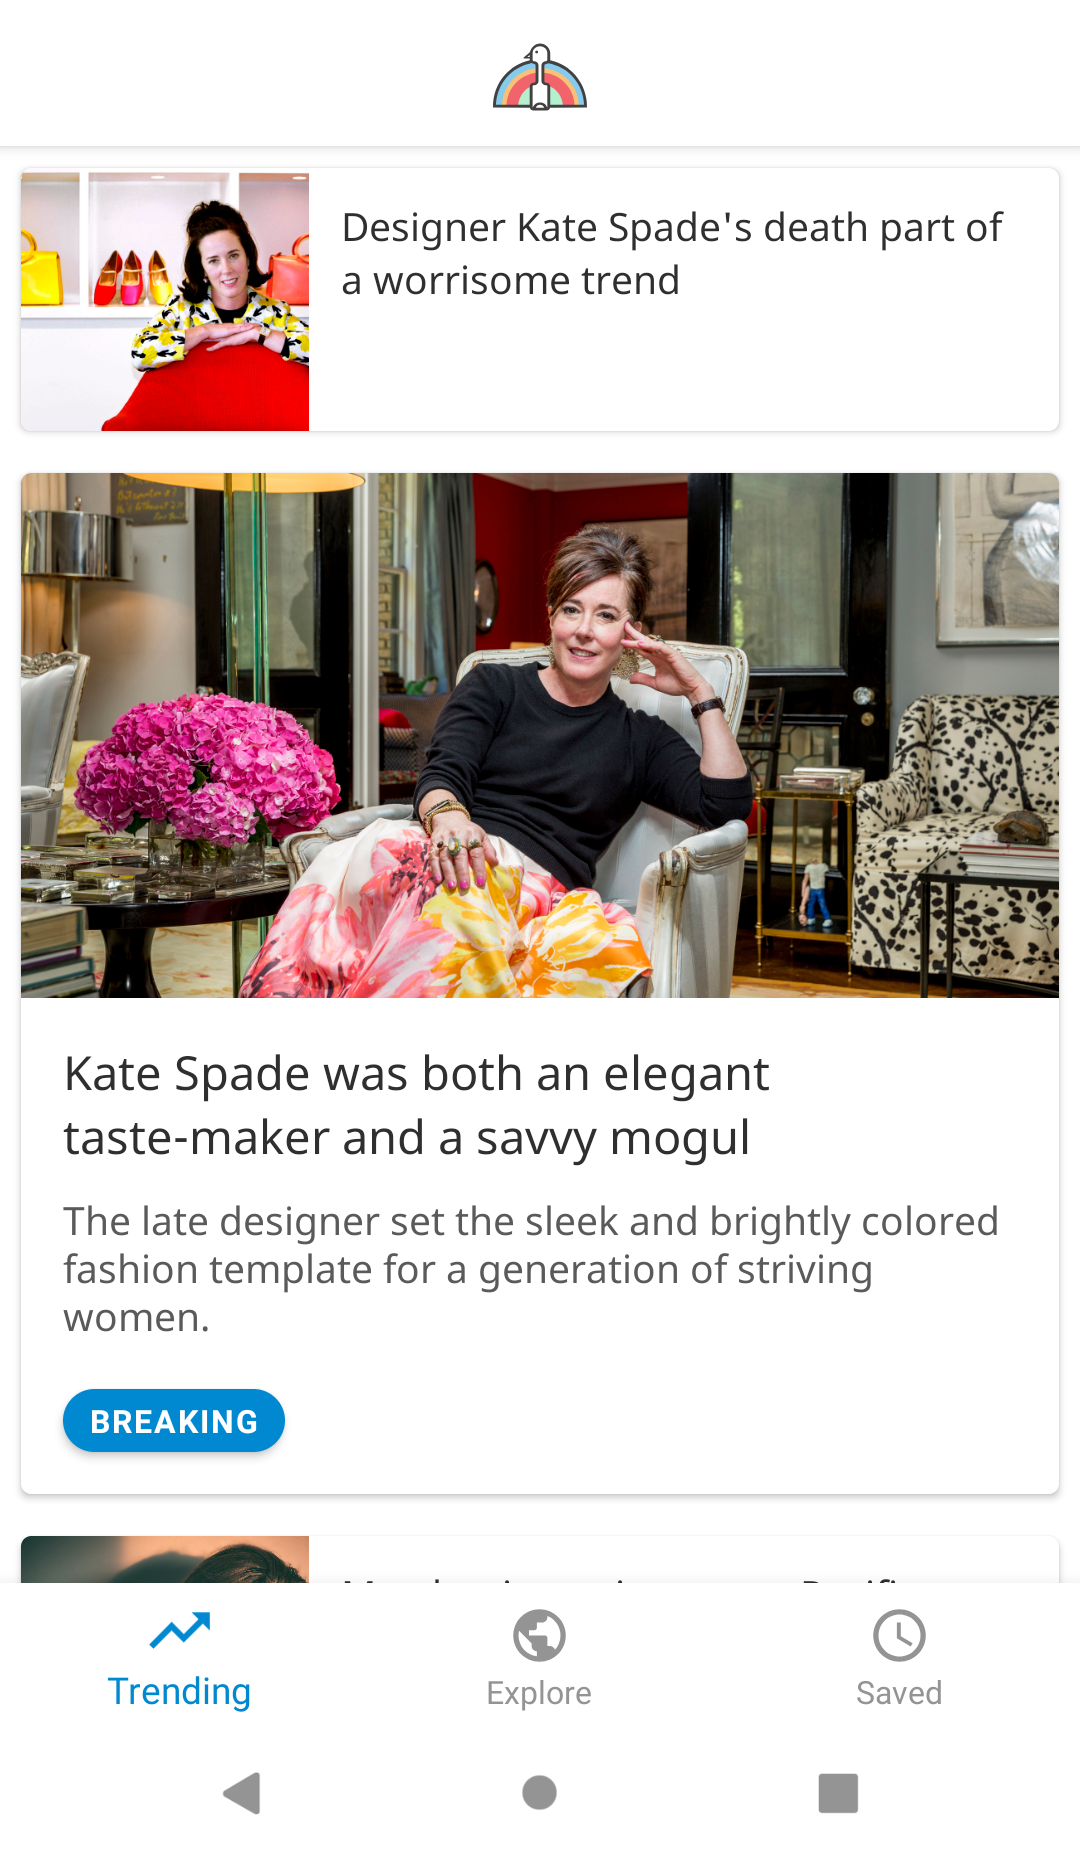 Designer Kate Spade's death part of
a worrisome trend
Kate Spade was both an elegant
taste-maker and a savvy mogul
The late designer set the sleek and brightly colored
fashion template for a generation of striving
women.
BREAKING
Trending
Explore
Saved